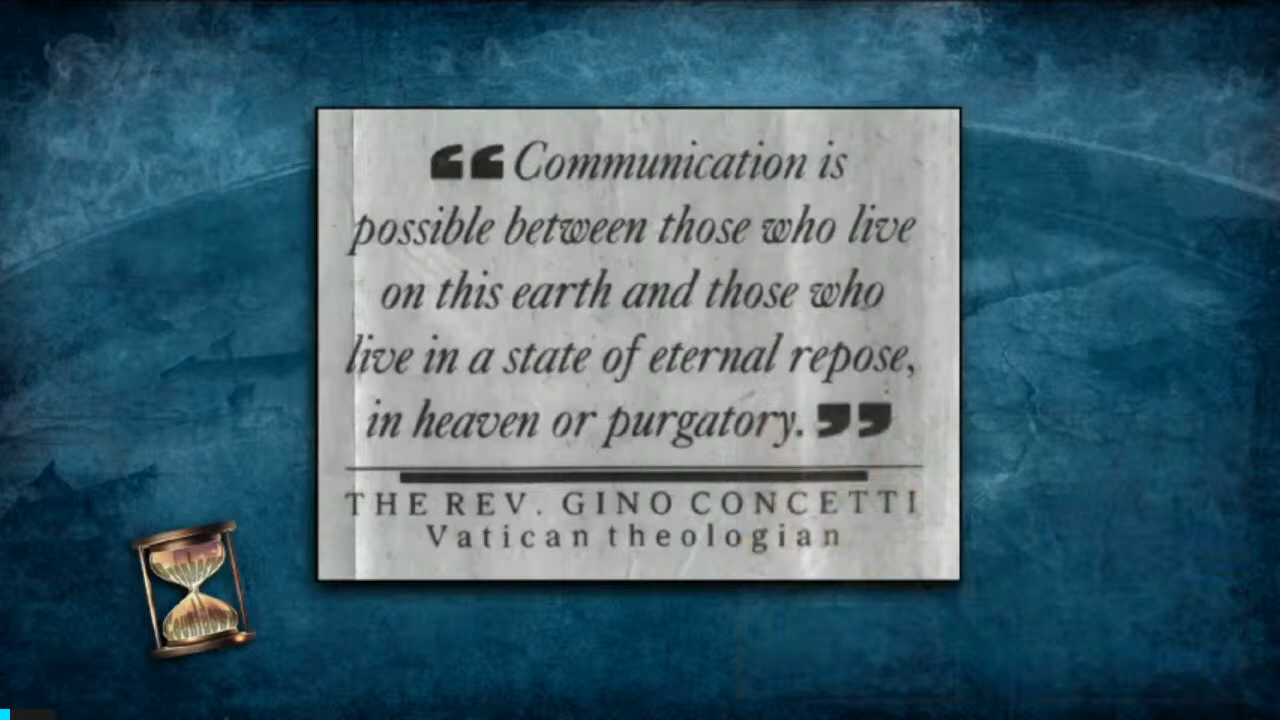 ❝ Communication is
possible between those who live
on this earth and those who
live in a state of eternal repose,
in heaven or purgatory. ❞
THE REV. GINO CONCETTI
Vatican theologian